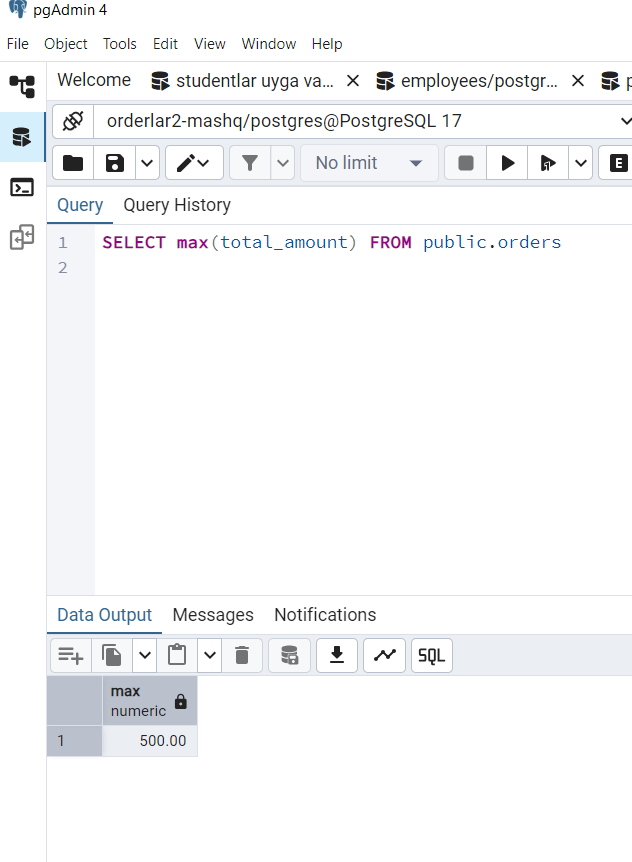 pgAdmin 4
File Object Tools Edit View Window Help
Welcome studentlar uyga va... employees/postgr... p
orderlar2-mashq/postgres@PostgreSQL 17
No limit E
Query Query History
1 SELECT max(total_amount) FROM public.orders
2
Data Output Messages Notifications
SQL
max
numeric
1 500.00